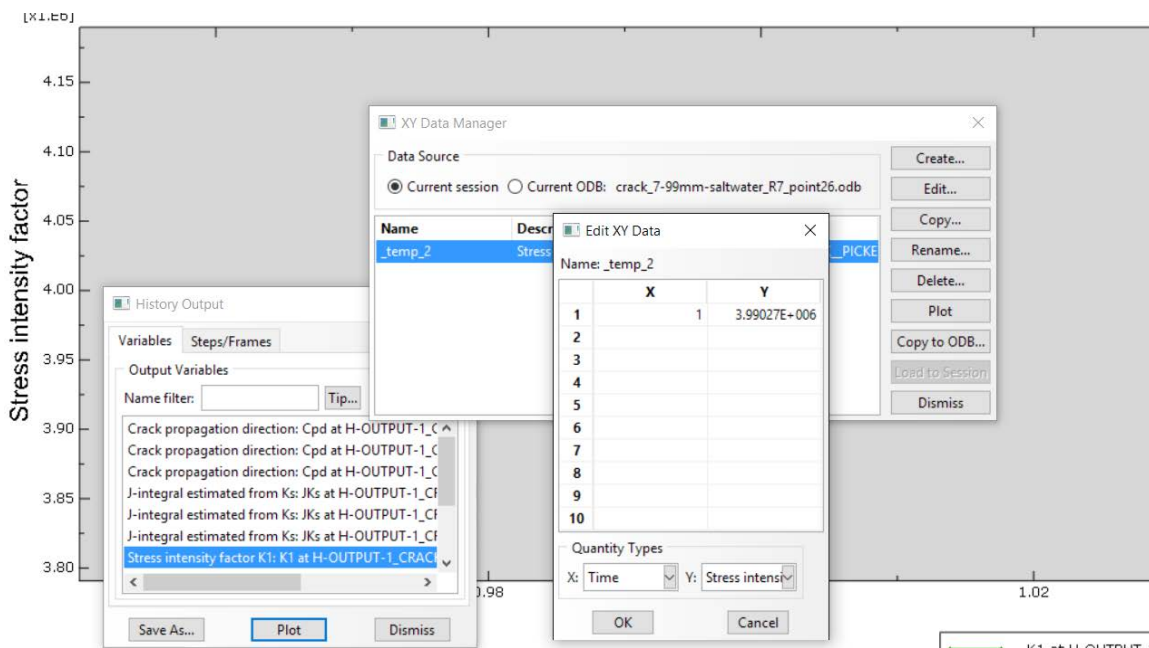 [x1.E6]
4.15
4.10
4.05
4.00
3.95
3.90
3.85
3.80
Stress intensity factor
0.98
1.02
XY Data Manager
Data Source
Current session
Current ODB: crack_7-99mm-saltwater_R7_point26.odb
Name Descr
_temp_2 Stress _PICKE
Create...
Edit...
Copy...
Rename...
Delete...
Plot
Copy to ODB...
Load to Session
Dismiss
Edit XY Data
Name: _temp_2
X Y
1 1 3.99027E+006
2
3
4
5
6
7
8
9
10
Quantity Types
X: Time Y: Stress intensi
OK Cancel
History Output
Variables Steps/Frames
Output Variables
Name filter: Tip...
Crack propagation direction: Cpd at H-OUTPUT-1_C
Crack propagation direction: Cpd at H-OUTPUT-1_C
Crack propagation direction: Cpd at H-OUTPUT-1_C
J-integral estimated from Ks: JKs at H-OUTPUT-1_CF
J-integral estimated from Ks: JKs at H-OUTPUT-1_CF
J-integral estimated from Ks: JKs at H-OUTPUT-1_CF
Stress intensity factor K1: K1 at H-OUTPUT-1_CRAC
Save As... Plot Dismiss
K1 at H-OUTPUT-